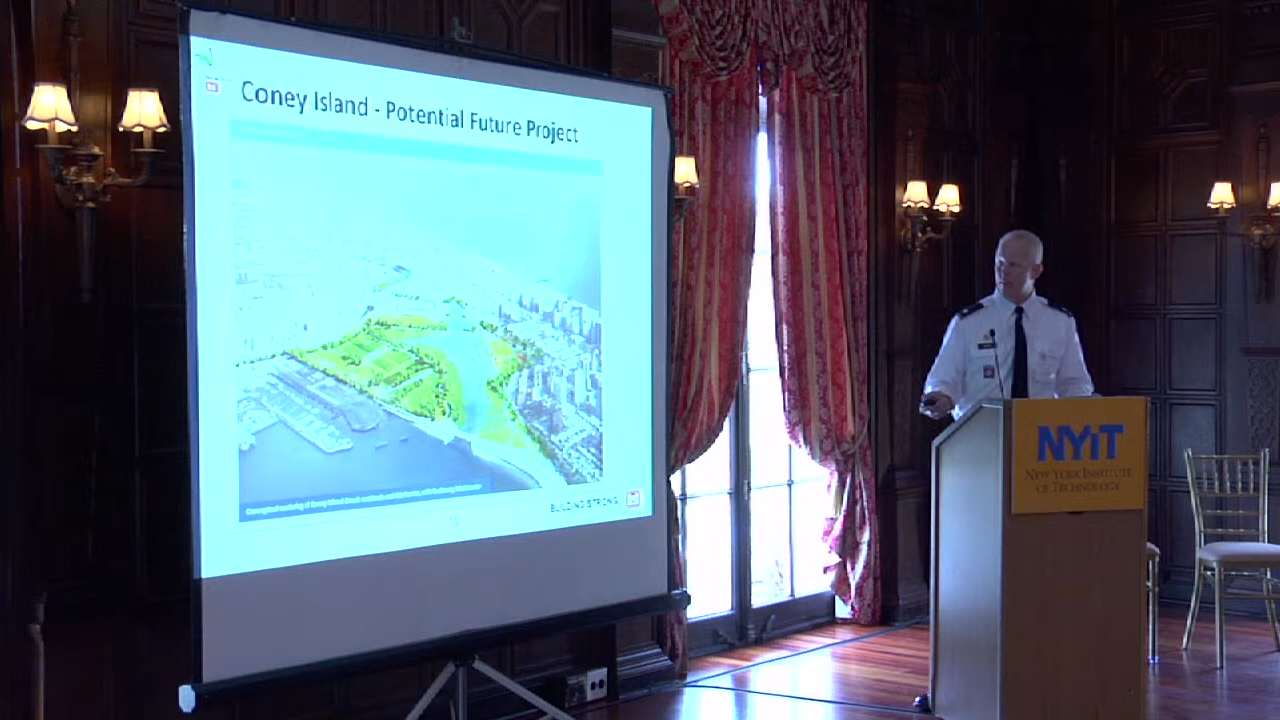 Coney Island - Potential Future Project
BUILDING STRONG
NYIT
NEW YORK INSTITUTE
OF TECHNOLOGY